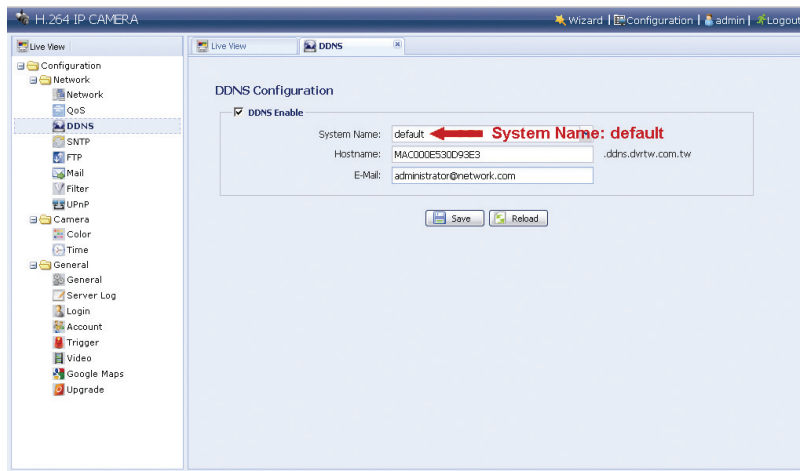 H.264 IP CAMERA
Wizard | Configuration | admin | Logout
Live View
Configuration
Network
Network
QoS
DDNS
SNTP
FTP
Mail
Filter
UPnP
Camera
Color
Time
General
General
Server Log
Login
Account
Trigger
Video
Google Maps
Upgrade
Live View
DDNS
DDNS Configuration
DDNS Enable
System Name: default System Name: default
Hostname: MAC000E530D93E3 .ddns.dvrtw.com.tw
E-Mail: administrator@network.com
Save Reload